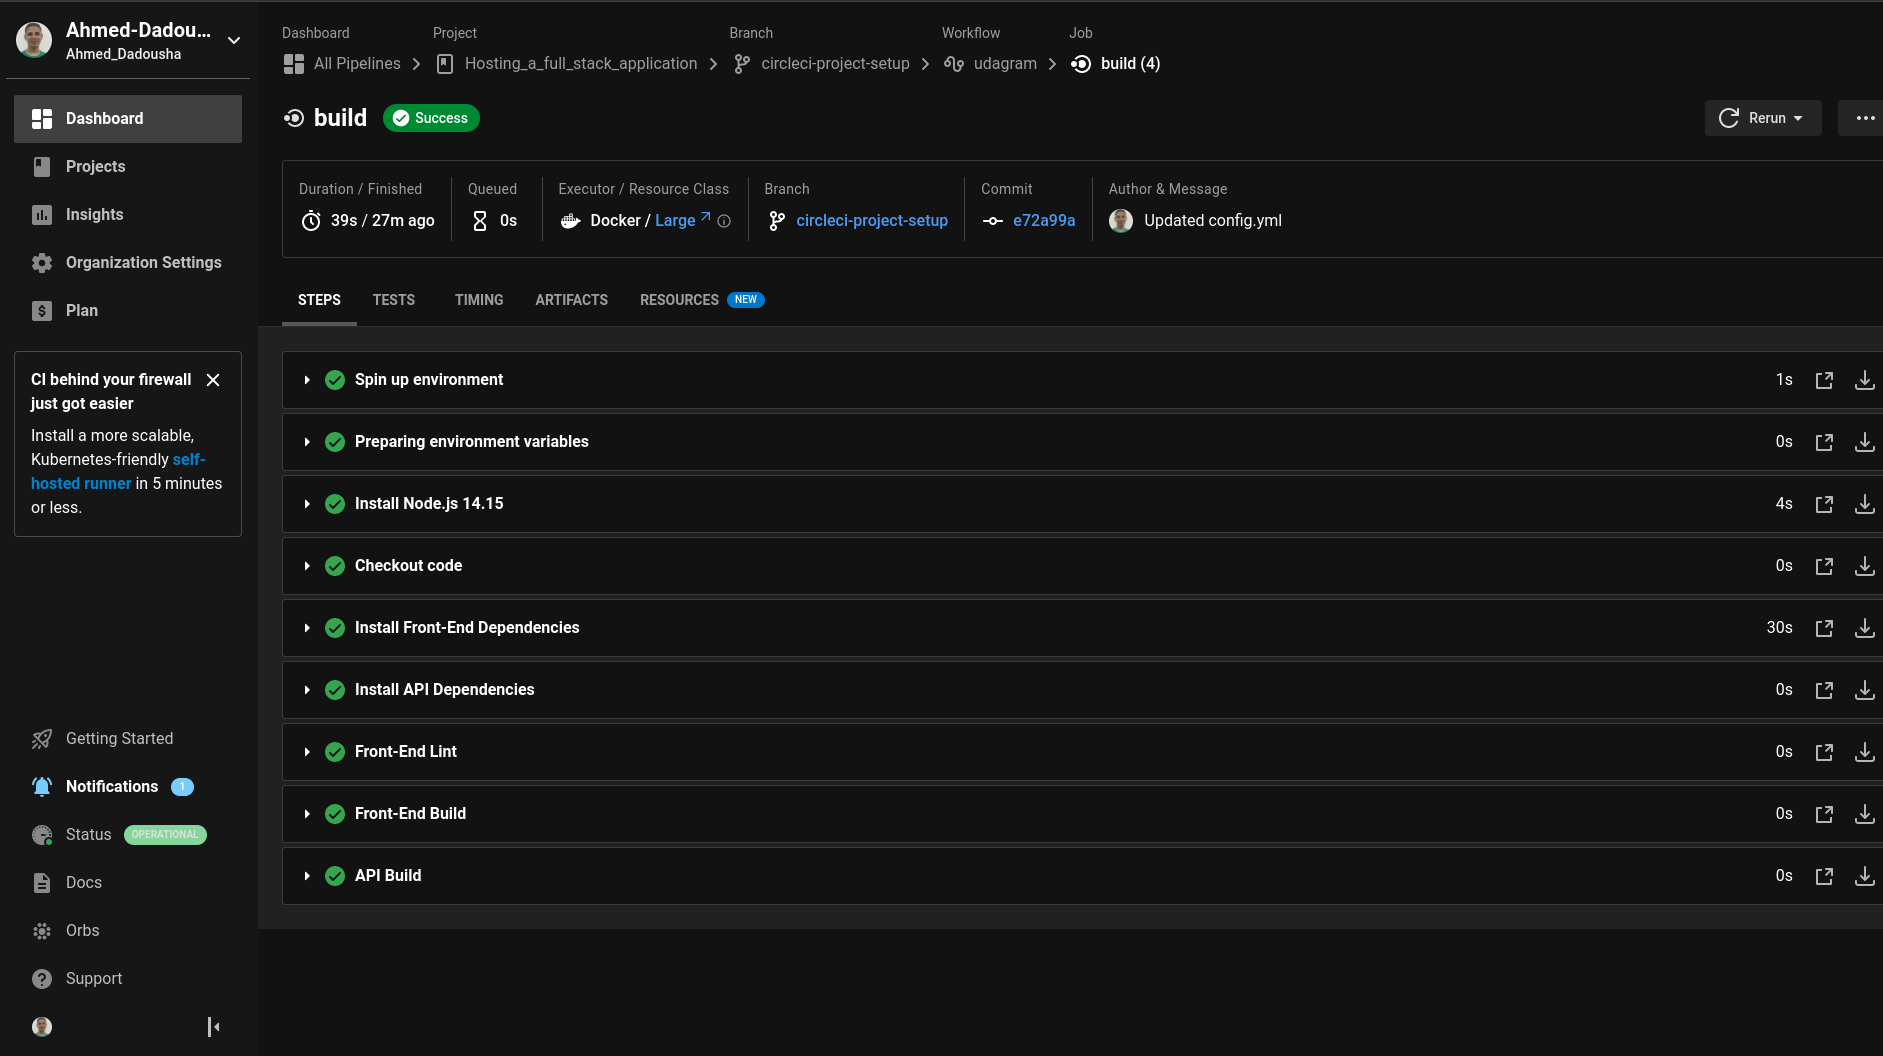 Ahmed-Dadou...
Ahmed_Dadousha
Dashboard
Projects
Insights
Organization Settings
Plan
CI behind your firewall
just got easier
Install a more scalable,
Kubernetes-friendly self-
hosted runner in 5 minutes
or less.
Getting Started
Notifications 1
Status OPERATIONAL
Docs
Orbs
Support
Dashboard Project Branch Workflow Job
All Pipelines Hosting_a_full_stack_application circleci-project-setup udagram build (4)
build Success Rerun
Duration / Finished Queued Executor / Resource Class Branch Commit Author & Message
39s / 27m ago 0s Docker / Large circleci-project-setup e72a99a Updated config.yml
STEPS TESTS TIMING ARTIFACTS RESOURCES NEW
Spin up environment 1s
Preparing environment variables 0s
Install Node.js 14.15 4s
Checkout code 0s
Install Front-End Dependencies 30s
Install API Dependencies 0s
Front-End Lint 0s
Front-End Build 0s
API Build 0s